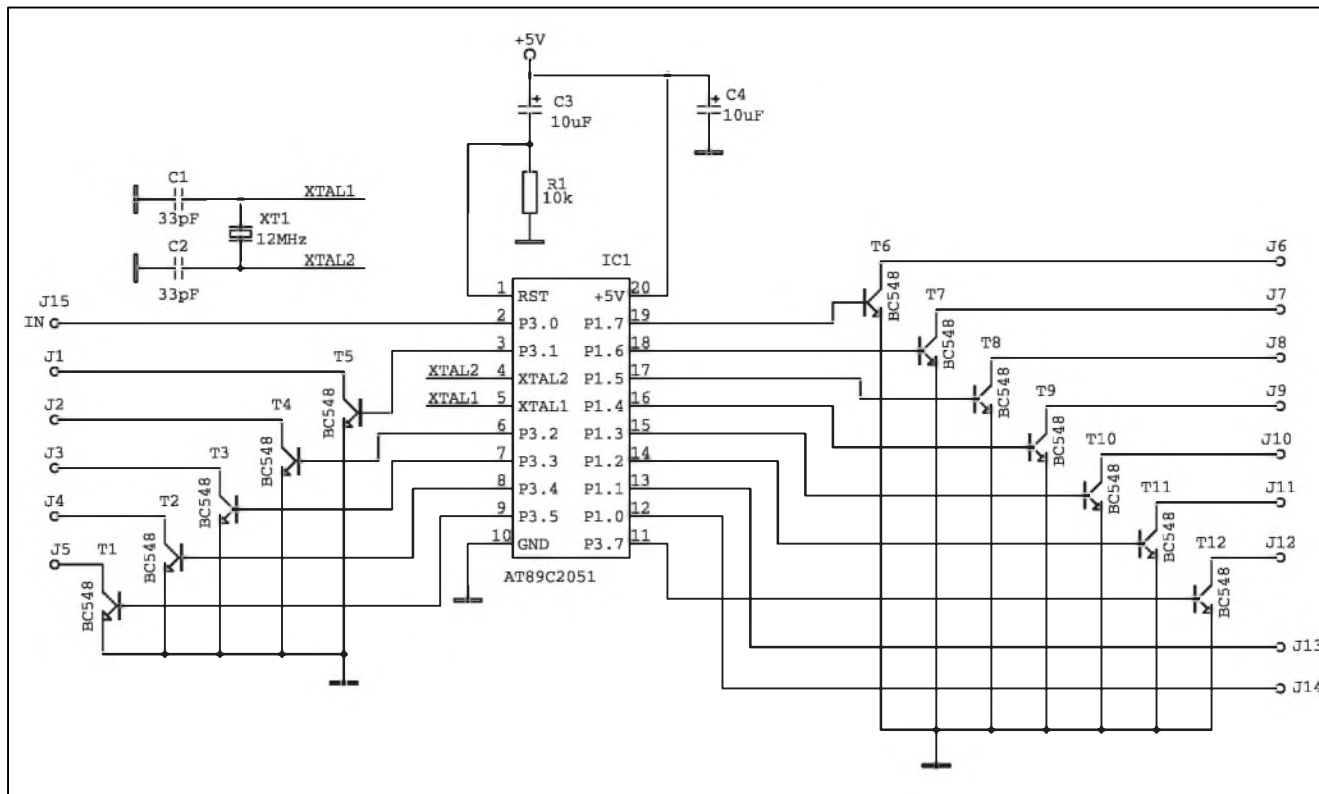 +5V
C3
10uF
C4
10uF
C1
33pF
XTAL1
XT1
12MHz
C2
33pF
XTAL2
R1
10k
IC1
J15
IN
1 RST +5V 20
2 P3.0 P1.7 19
3 P3.1 P1.6 18
XTAL2 4 XTAL2 P1.5 17
XTAL1 5 XTAL1 P1.4 16
6 P3.2 P1.3 15
7 P3.3 P1.2 14
8 P3.4 P1.1 13
9 P3.5 P1.0 12
10 GND P3.7 11
AT89C2051
J1
T5
BC548
J2
T4
BC548
J3
T3
BC548
J4
T2
BC548
J5
T1
BC548
T6
BC548
J6
T7
BC548
J7
T8
BC548
J8
T9
BC548
J9
T10
BC548
J10
T11
BC548
J11
T12
BC548
J12
J13
J14